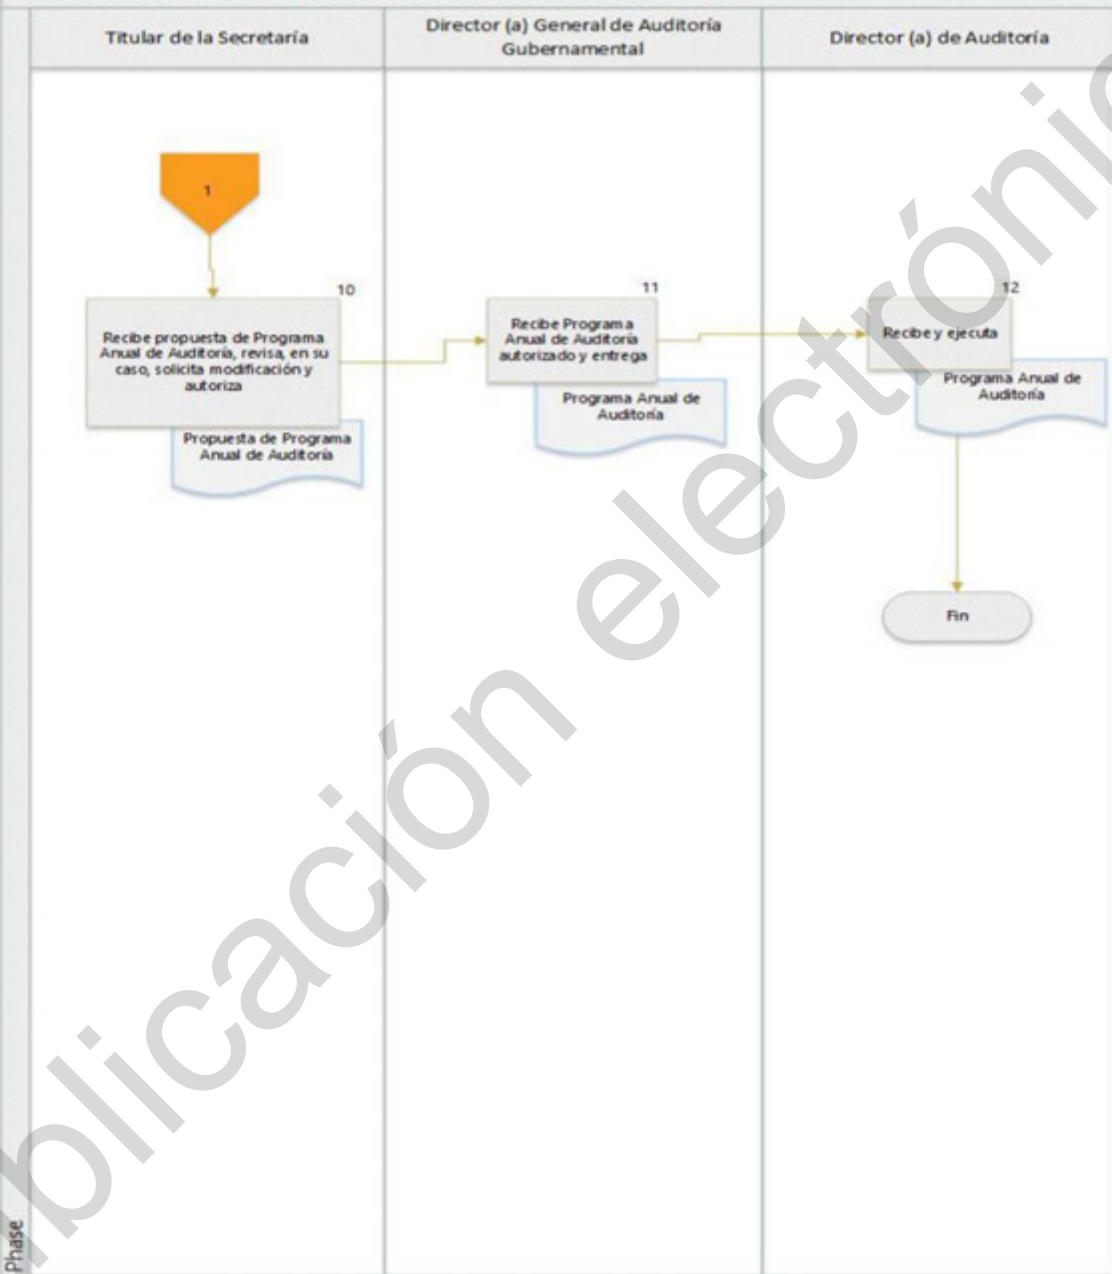 Titular de la Secretaría
Director (a) General de Auditoría
Gubernamental
Director (a) de Auditoría
1
10
Recibe propuesta de Programa
Anual de Auditoría, revisa, en su
caso, solicita modificación y
autoriza
Propuesta de Programa
Anual de Auditoría
11
Recibe Programa
Anual de Auditoría
autorizado y entrega
Programa Anual de
Auditoría
12
Recibe y ejecuta
Programa Anual de
Auditoría
Fin
Phase
blicación electrónic